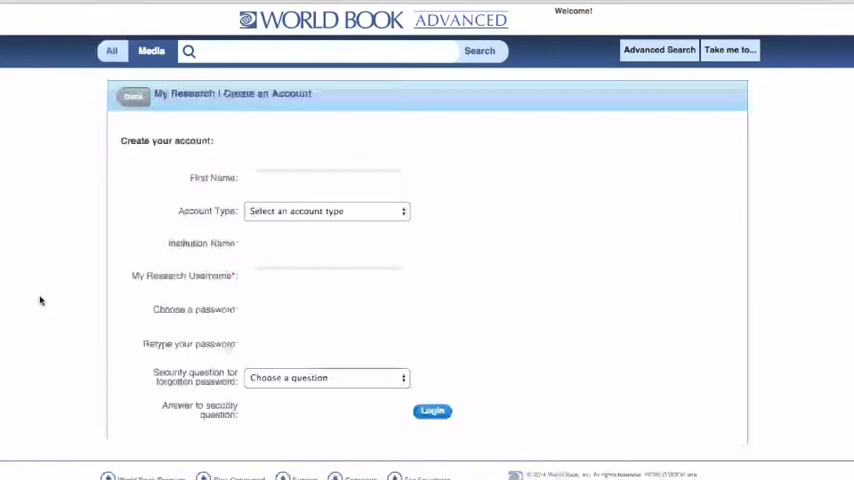 WORLD BOOK ADVANCED
Welcome!
All Media Search Advanced Search Take me to...
Back My Research | Create an Account
Create your account:
First Name:
Account Type: Select an account type
Institution Name:
My Research Username*:
Choose a password:
Retype your password:
Security question for
forgotten password: Choose a question
Answer to security
question:
Login